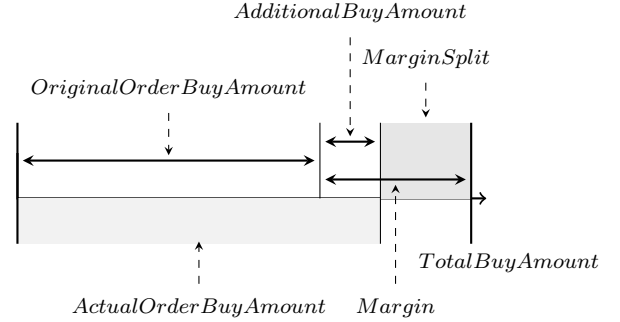 AdditionalBuyAmount
MarginSplit
OriginalOrderBuyAmount
TotalBuyAmount
ActualOrderBuyAmount
Margin